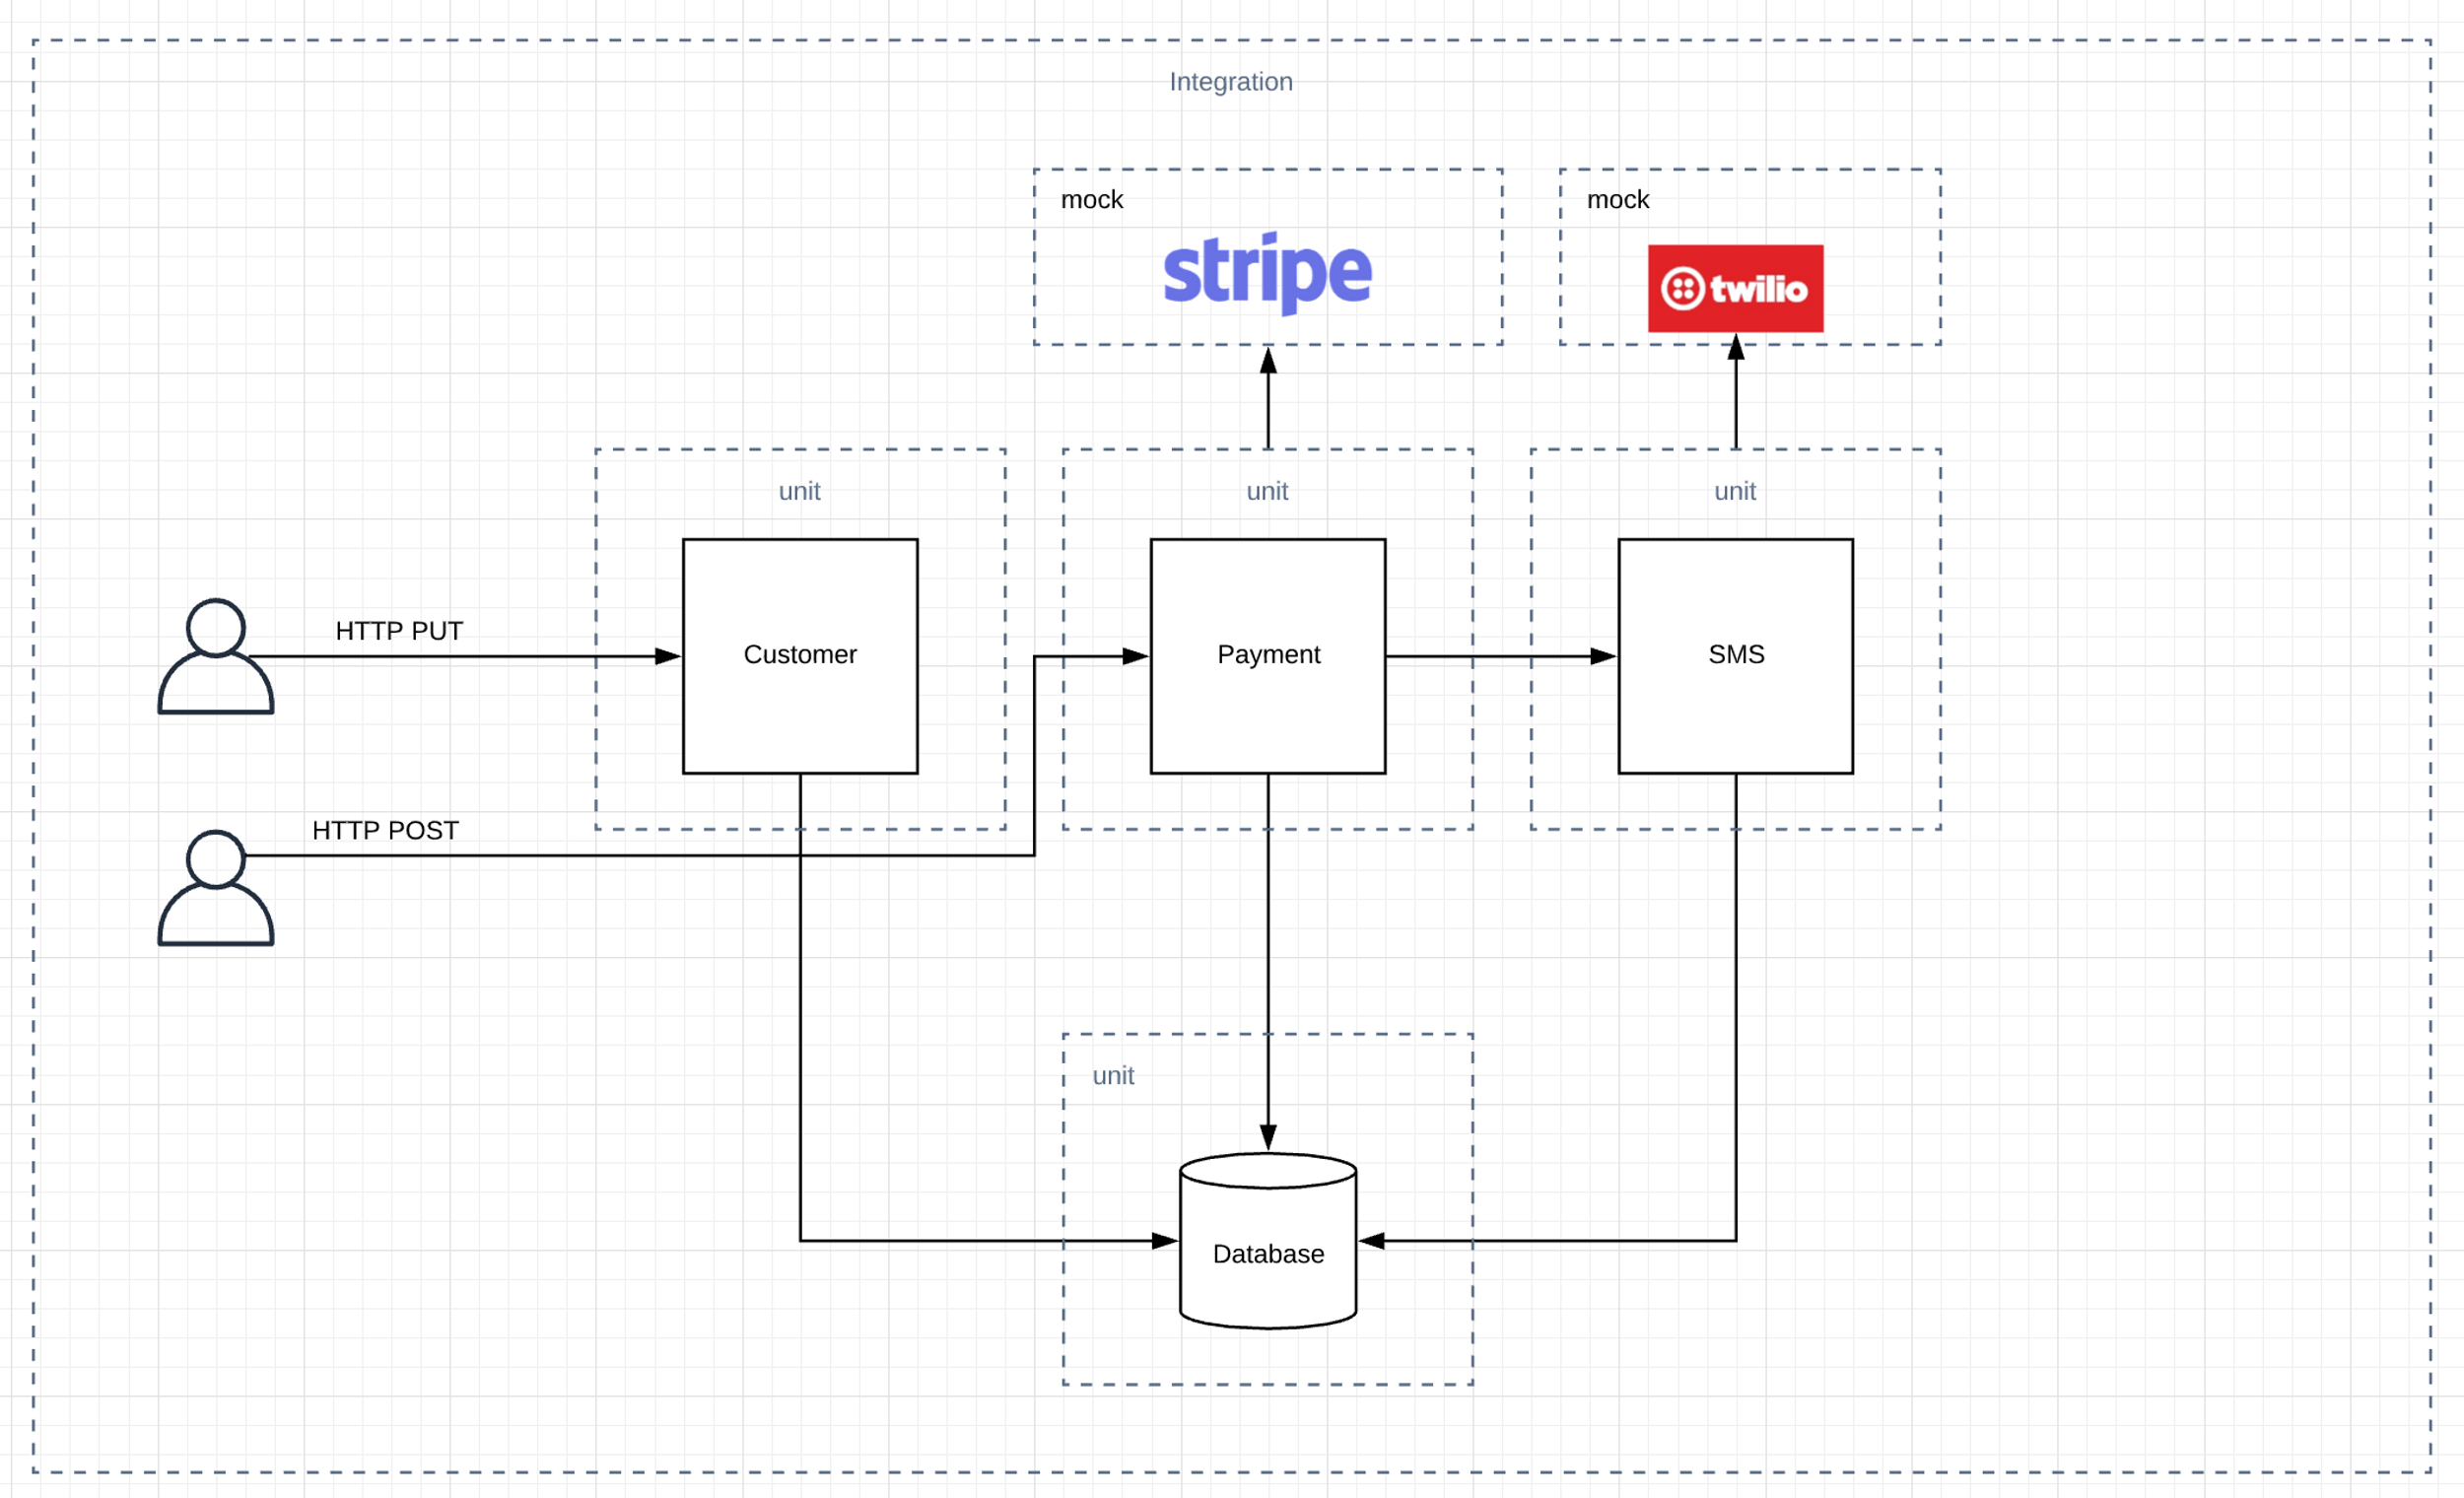 Integration
mock
mock
stripe
twilio
unit
unit
unit
HTTP PUT
Customer
Payment
SMS
HTTP POST
unit
Database